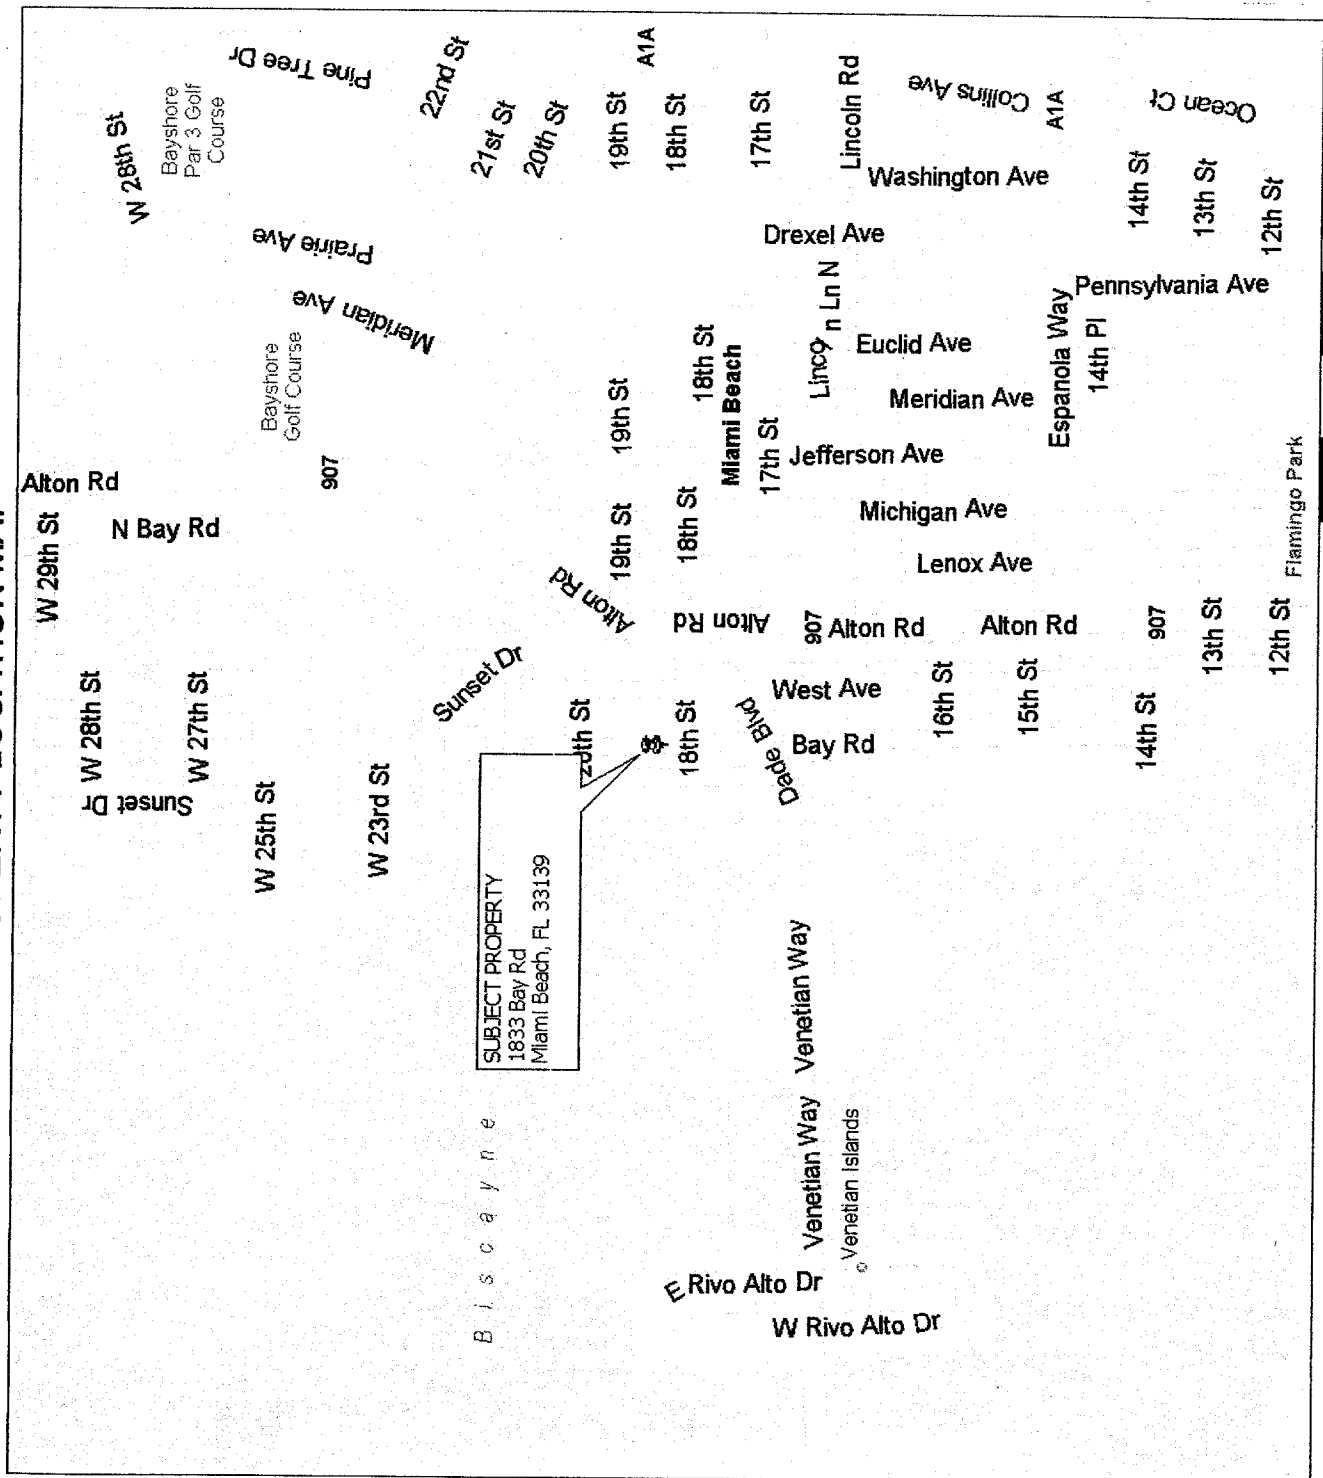 Pine Tree Dr
22nd St
A1A
Lincoln Rd
Collins Ave
A1A
Ocean Ct
W 28th St
Bayshore
Par 3 Golf
Course
21st St
20th St
19th St
18th St
17th St
Washington Ave
14th St
13th St
12th St
Prairie Ave
Drexel Ave
Meridian Ave
Pennsylvania Ave
Bayshore
Golf Course
18th St
Euclid Ave
Espanola Way
14th Pl
19th St
Miami Beach
Meridian Ave
Alton Rd
907
17th St
Jefferson Ave
Flamingo Park
W 29th St
N Bay Rd
19th St
18th St
Michigan Ave
Lenox Ave
Alton Rd
Alton Rd
907
Alton Rd
Alton Rd
907
13th St
12th St
W 28th St
W 27th St
Sunset Dr
West Ave
16th St
15th St
20th St
18th St
Dade Blvd
Bay Rd
14th St
Sunset Dr
W 25th St
W 23rd St
SUBJECT PROPERTY
1833 Bay Rd
Miami Beach, FL 33139
Venetian Way
Venetian Way
Biscayne
Venetian Islands
E Rivo Alto Dr
W Rivo Alto Dr